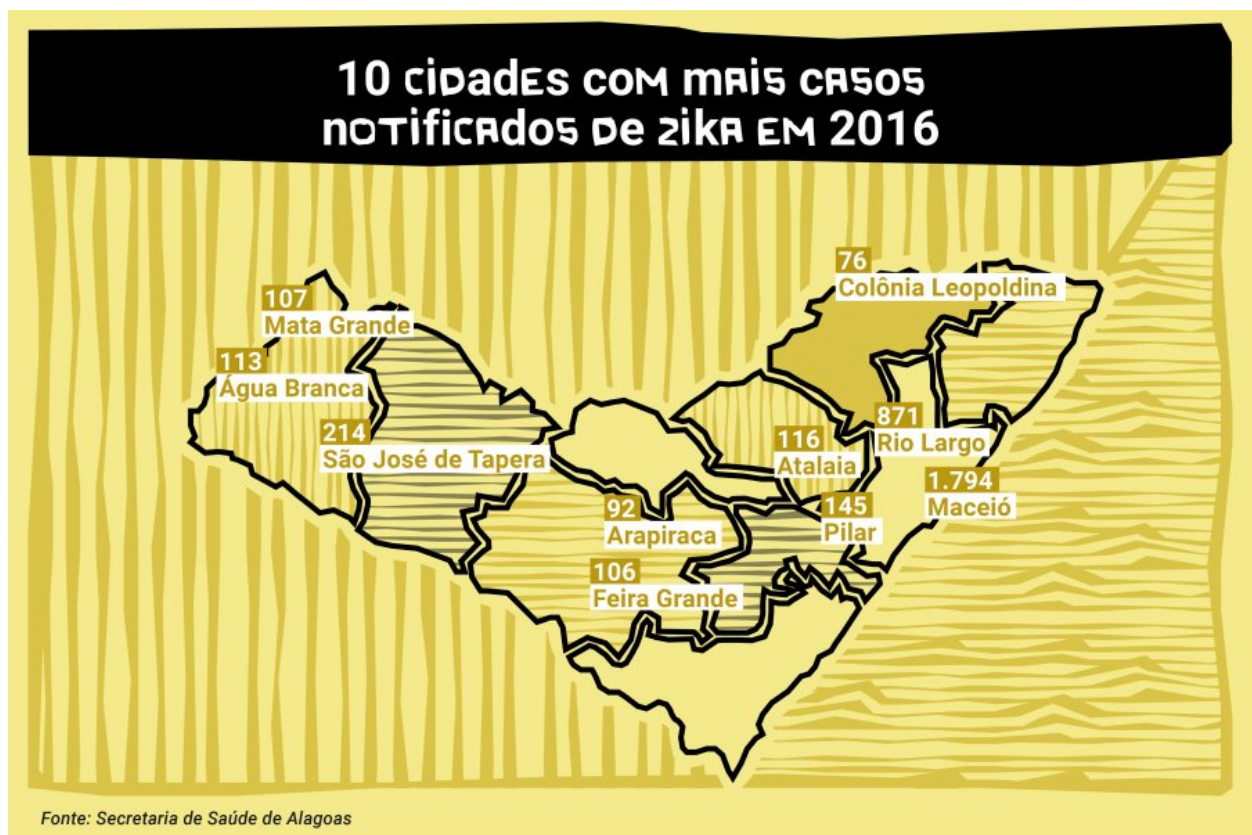 10 cidades com mais casos
notificados de zika em 2016
76
Colônia Leopoldina
107
Mata Grande
113
Água Branca
214
São José de Tapera
871
Rio Largo
116
Atalaia
1.794
Maceió
92
Arapiraca
145
Pilar
106
Feira Grande
Fonte: Secretaria de Saúde de Alagoas